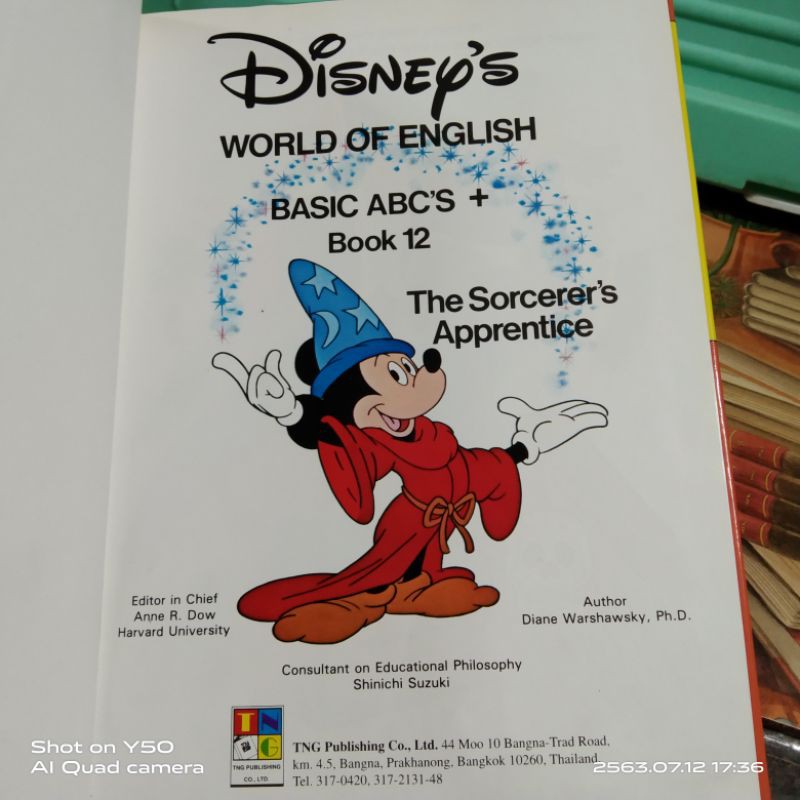 Disney's
WORLD OF ENGLISH
BASIC ABC'S +
Book 12
The Sorcerer's
Apprentice
Editor in Chief
Anne R. Dow
Harvard University
Author
Diane Warshawsky, Ph.D.
Consultant on Educational Philosophy
Shinichi Suzuki
TNG
TNG PUBLISHING
CO., LTD.
TNG Publishing Co., Ltd. 44 Moo 10 Bangna-Trad Road,
km. 4.5, Bangna, Prakhanong, Bangkok 10260, Thailand.
Tel. 317-0420, 317-2131-48
Shot on Y50
AI Quad camera
2563.07.12 17:36